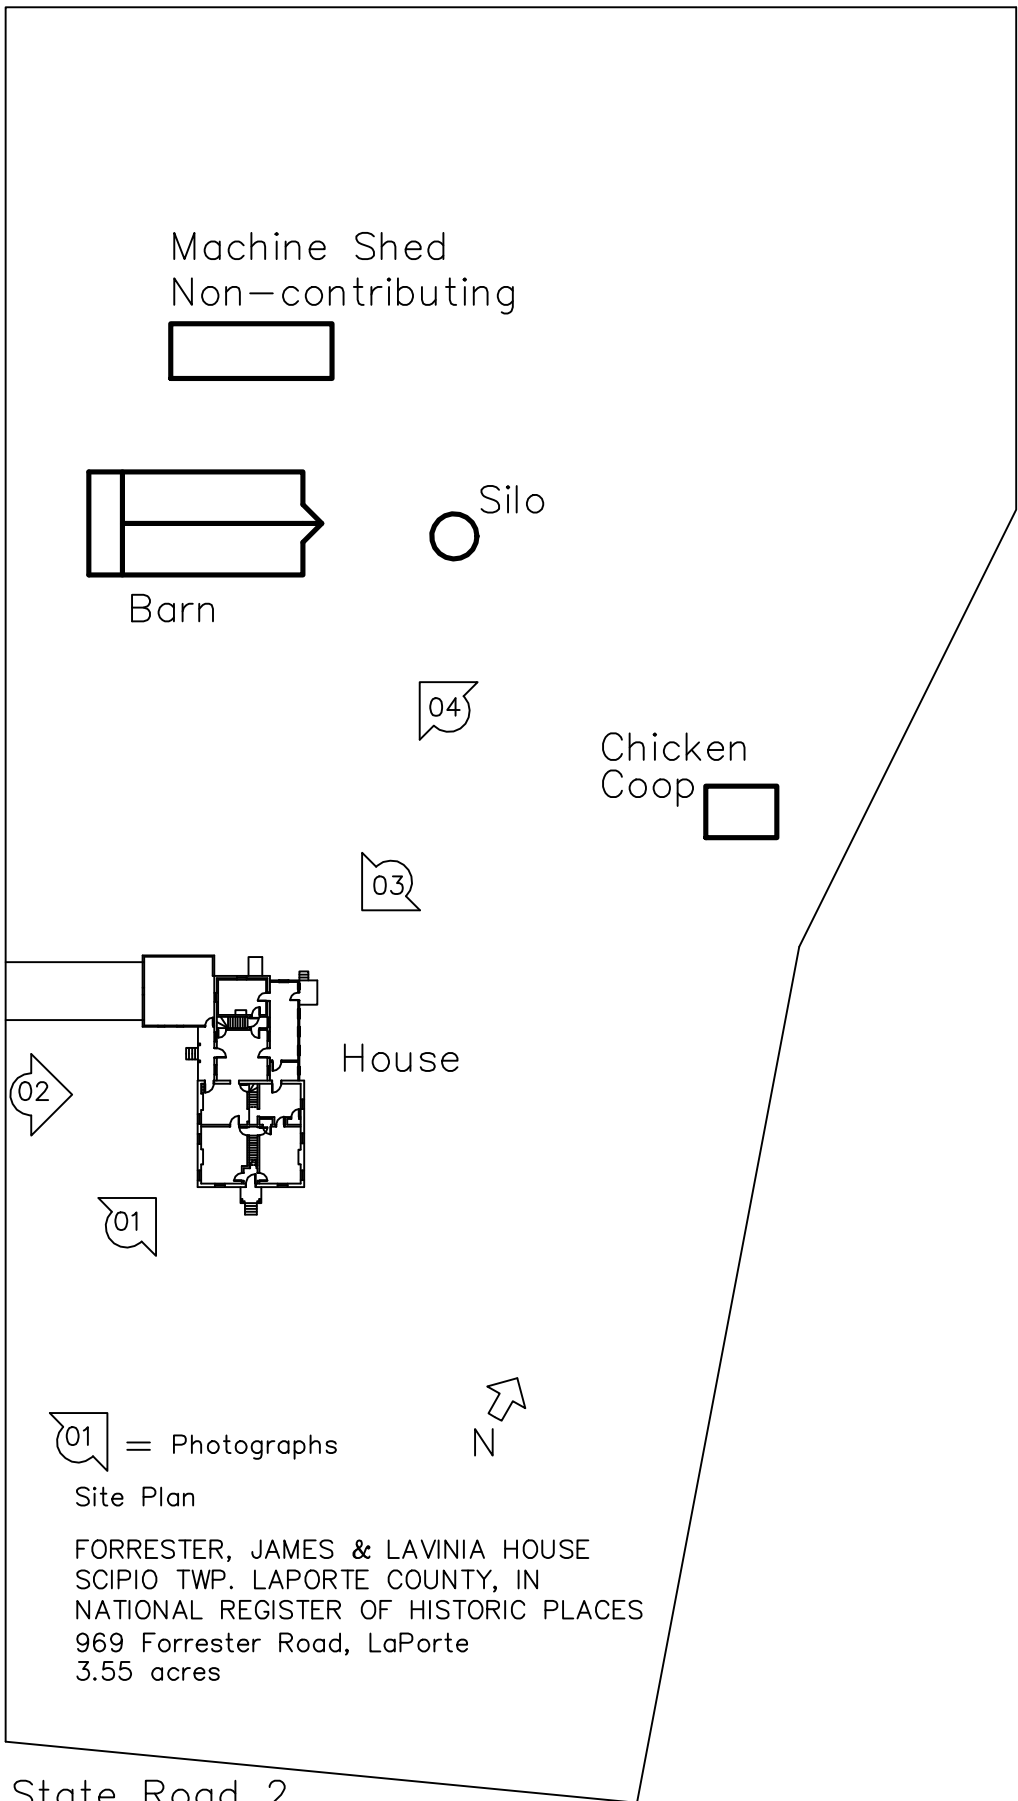 Machine Shed
Non-contributing
Silo
Barn
04
Chicken
Coop
03
House
02
01
N
01 = Photographs
Site Plan
FORRESTER, JAMES & LAVINIA HOUSE
SCIPIO TWP. LAPORTE COUNTY, IN
NATIONAL REGISTER OF HISTORIC PLACES
969 Forrester Road, LaPorte
3.55 acres
State Road 2